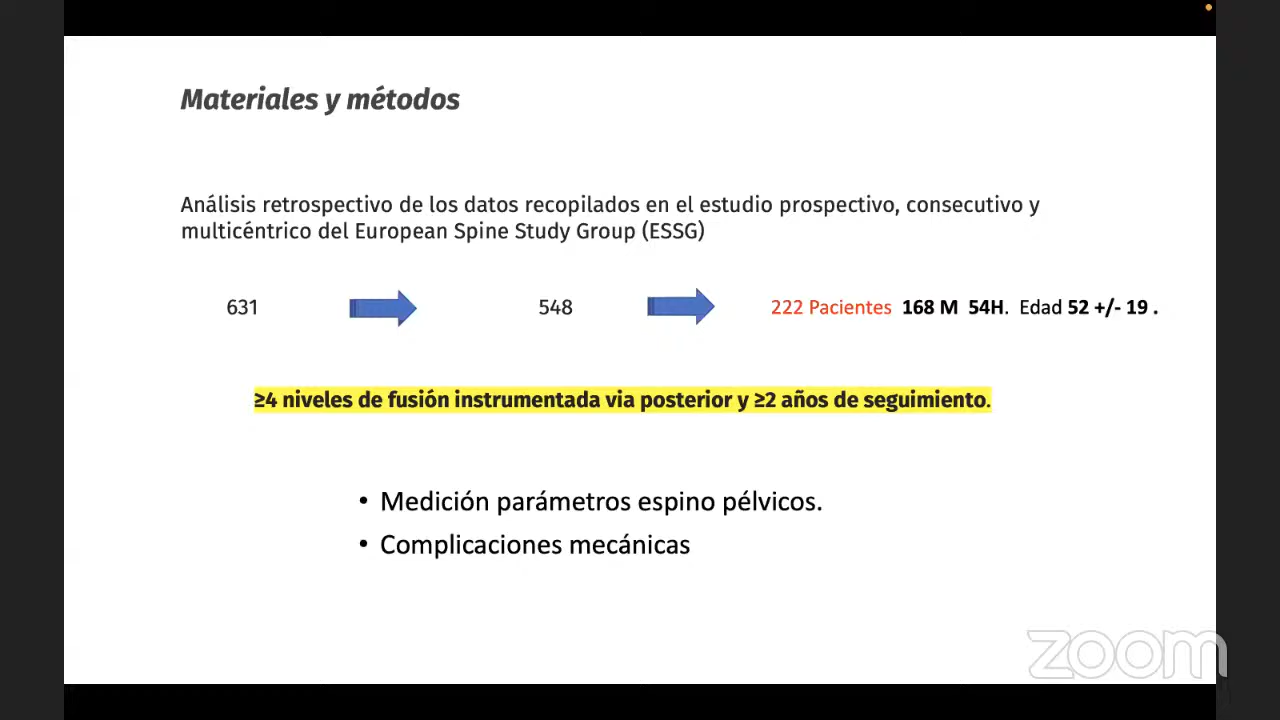 Materiales y métodos
Análisis retrospectivo de los datos recopilados en el estudio prospectivo, consecutivo y
multicéntrico del European Spine Study Group (ESSG)
631 548 222 Pacientes 168 M 54H. Edad 52 +/- 19 .
≥4 niveles de fusión instrumentada via posterior y ≥2 años de seguimiento.
• Medición parámetros espino pélvicos.
• Complicaciones mecánicas
zoom